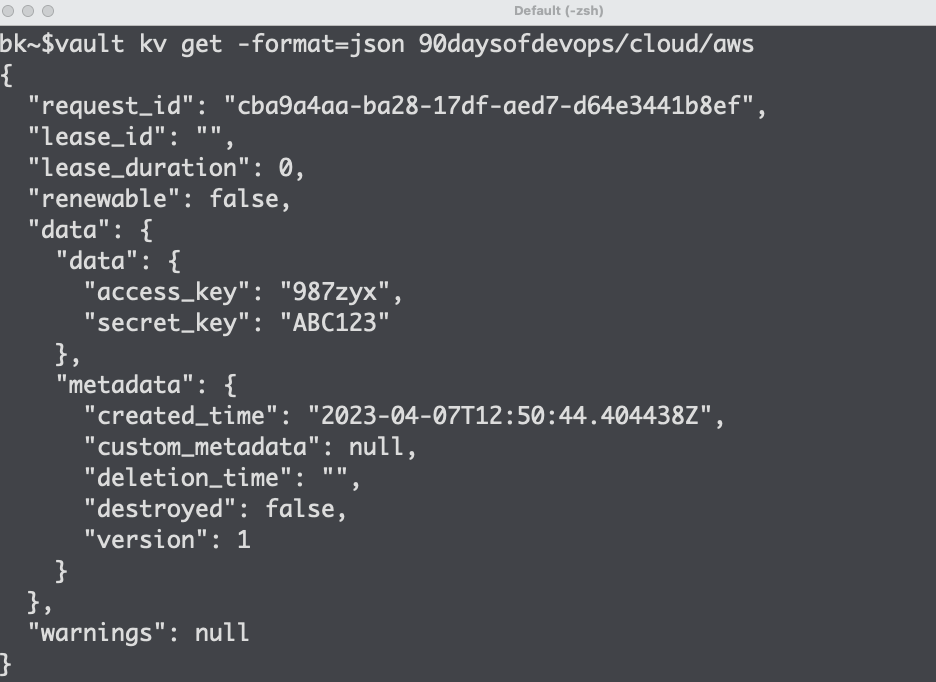 Default (-zsh)
bk~$vault kv get -format=json 90daysofdevops/cloud/aws
{
  "request_id": "cba9a4aa-ba28-17df-aed7-d64e3441b8ef",
  "lease_id": "",
  "lease_duration": 0,
  "renewable": false,
  "data": {
    "data": {
      "access_key": "987zyx",
      "secret_key": "ABC123"
    },
    "metadata": {
      "created_time": "2023-04-07T12:50:44.404438Z",
      "custom_metadata": null,
      "deletion_time": "",
      "destroyed": false,
      "version": 1
    }
  },
  "warnings": null
}